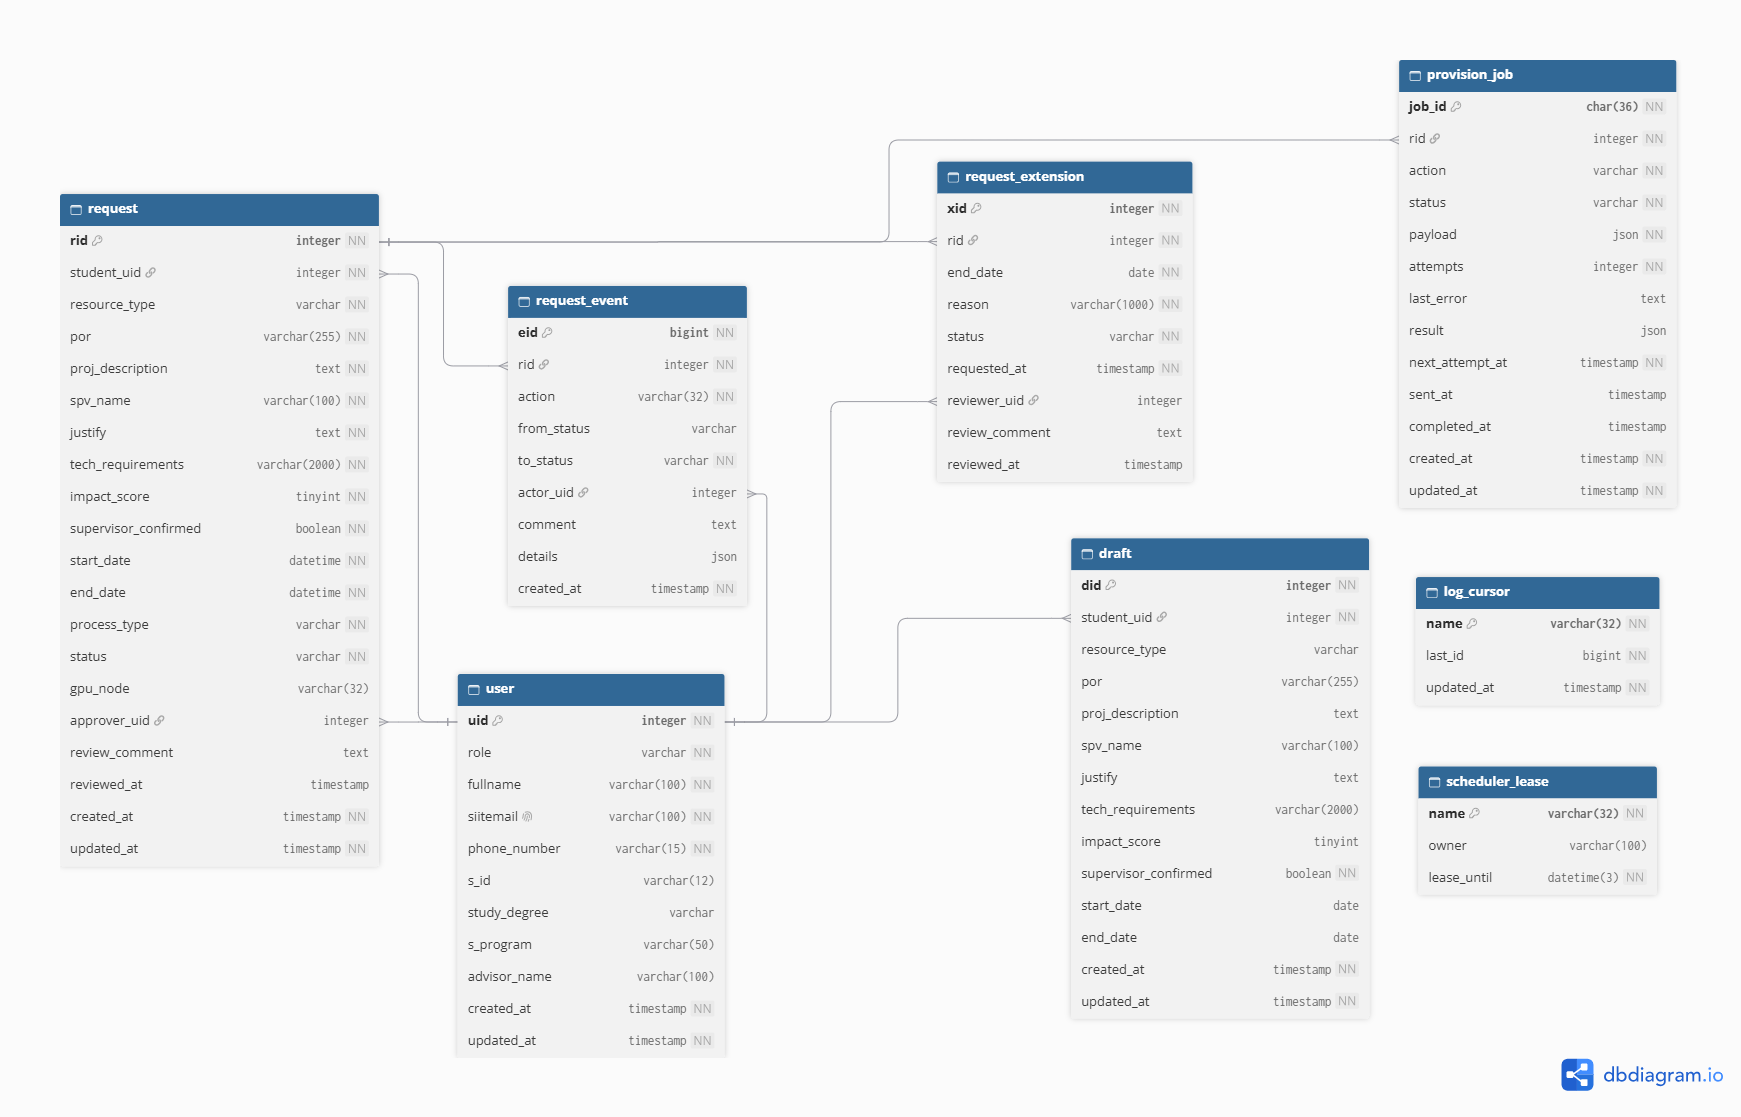 request
rid integer NN
student_uid integer NN
resource_type varchar NN
por varchar(255) NN
proj_description text NN
spv_name varchar(100) NN
justify text NN
tech_requirements varchar(2000) NN
impact_score tinyint NN
supervisor_confirmed boolean NN
start_date datetime NN
end_date datetime NN
process_type varchar NN
status varchar NN
gpu_node varchar(32)
approver_uid integer
review_comment text
reviewed_at timestamp
created_at timestamp NN
updated_at timestamp NN
request_event
eid bigint NN
rid integer NN
action varchar(32) NN
from_status varchar
to_status varchar NN
actor_uid integer
comment text
details json
created_at timestamp NN
user
uid integer NN
role varchar NN
fullname varchar(100) NN
siitemail varchar(100) NN
phone_number varchar(15) NN
s_id varchar(12)
study_degree varchar
s_program varchar(50)
advisor_name varchar(100)
created_at timestamp NN
updated_at timestamp NN
request_extension
xid integer NN
rid integer NN
end_date date NN
reason varchar(1000) NN
status varchar NN
requested_at timestamp NN
reviewer_uid integer
review_comment text
reviewed_at timestamp
draft
did integer NN
student_uid integer NN
resource_type varchar
por varchar(255)
proj_description text
spv_name varchar(100)
justify text
tech_requirements varchar(2000)
impact_score tinyint
supervisor_confirmed boolean NN
start_date date
end_date date
created_at timestamp NN
updated_at timestamp NN
provision_job
job_id char(36) NN
rid integer NN
action varchar NN
status varchar NN
payload json NN
attempts integer NN
last_error text
result json
next_attempt_at timestamp NN
sent_at timestamp
completed_at timestamp
created_at timestamp NN
updated_at timestamp NN
log_cursor
name varchar(32) NN
last_id bigint NN
updated_at timestamp NN
scheduler_lease
name varchar(32) NN
owner varchar(100)
lease_until datetime(3) NN
dbdiagram.io